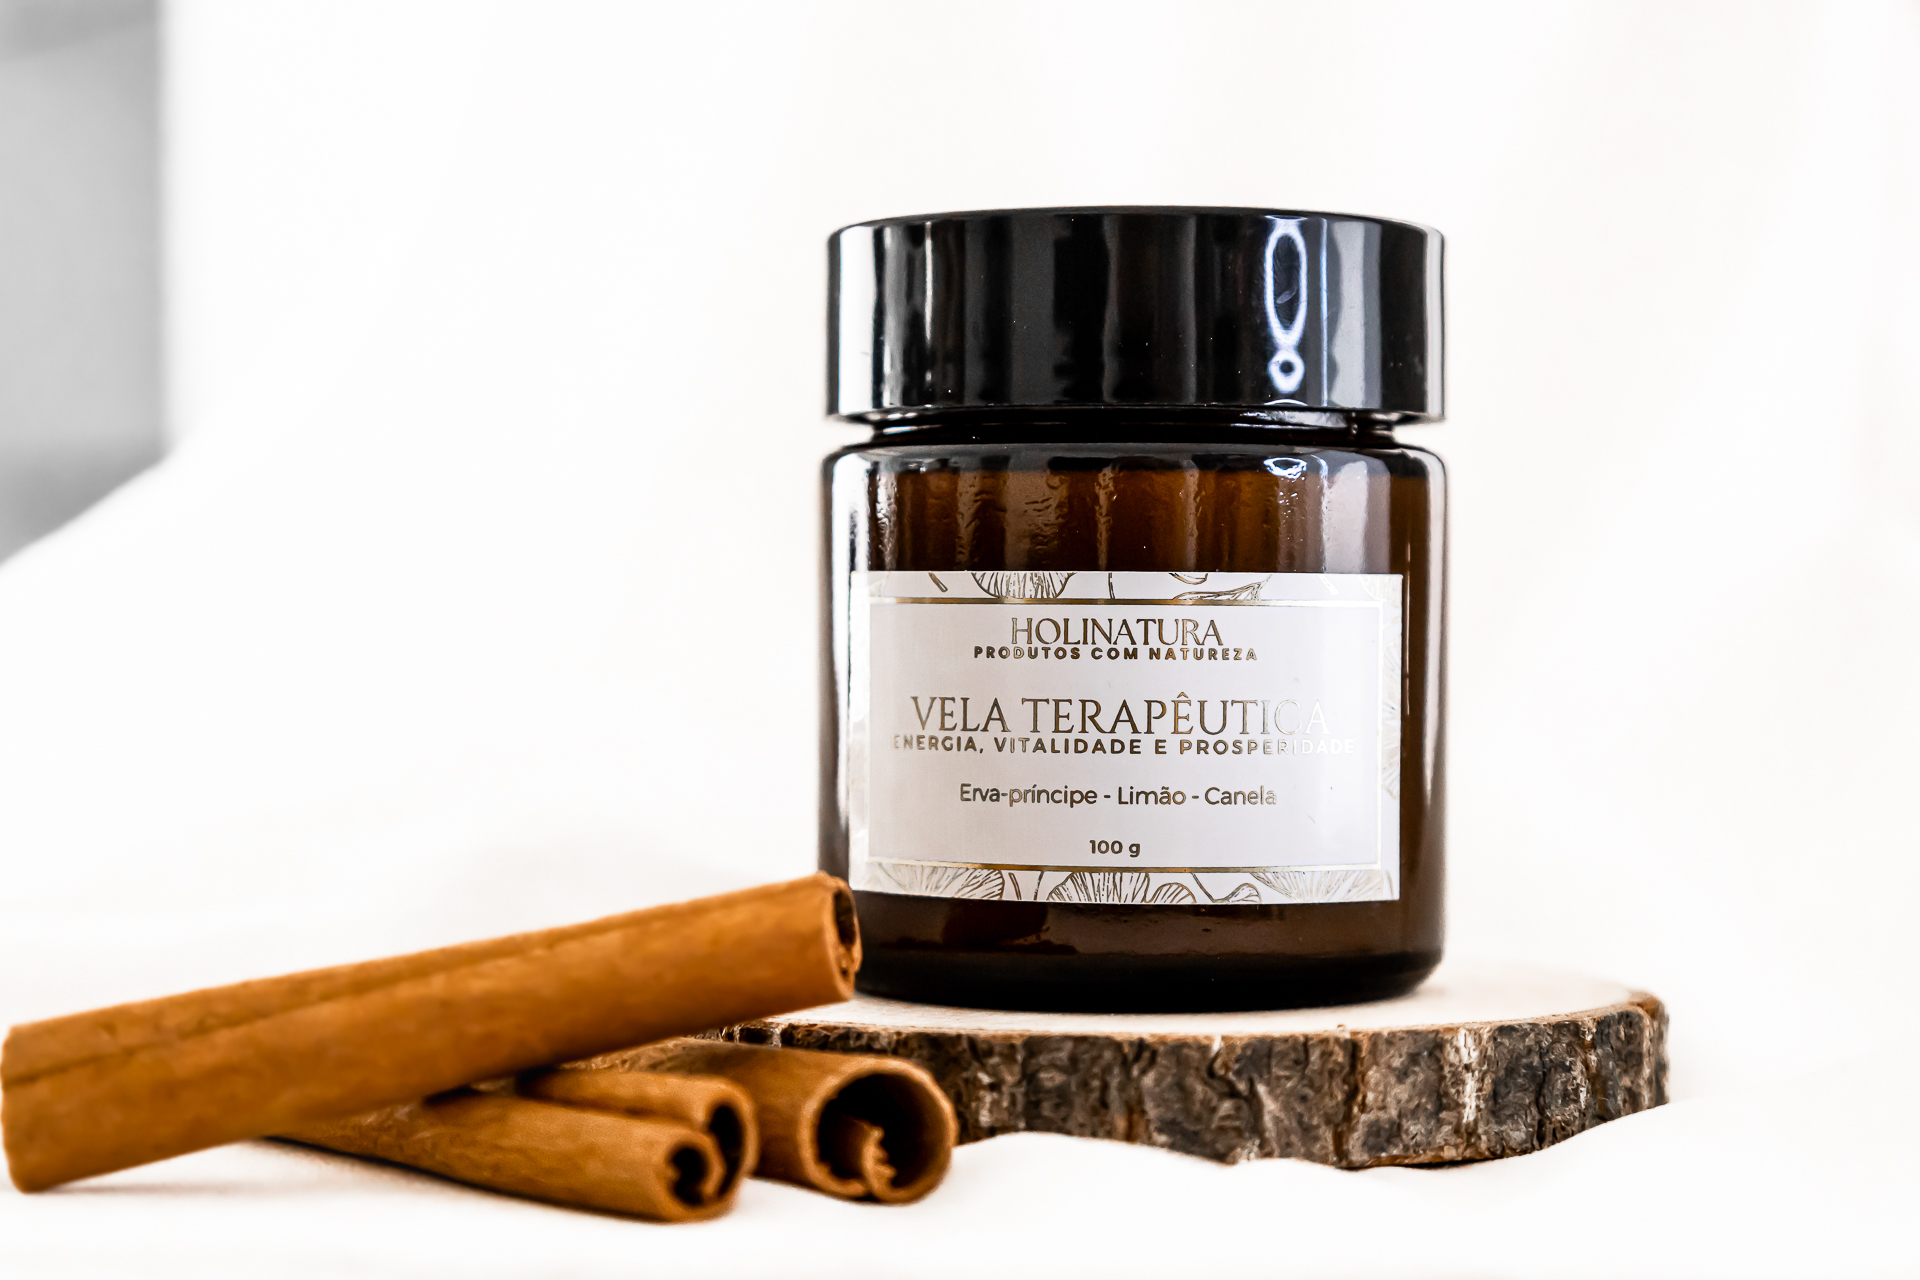 HOLINATURA
PRODUTOS COM NATUREZA
VELA TERAPÊUTICA
ENERGIA, VITALIDADE E PROSPERIDADE
Erva-príncipe - Limão - Canela
100 g